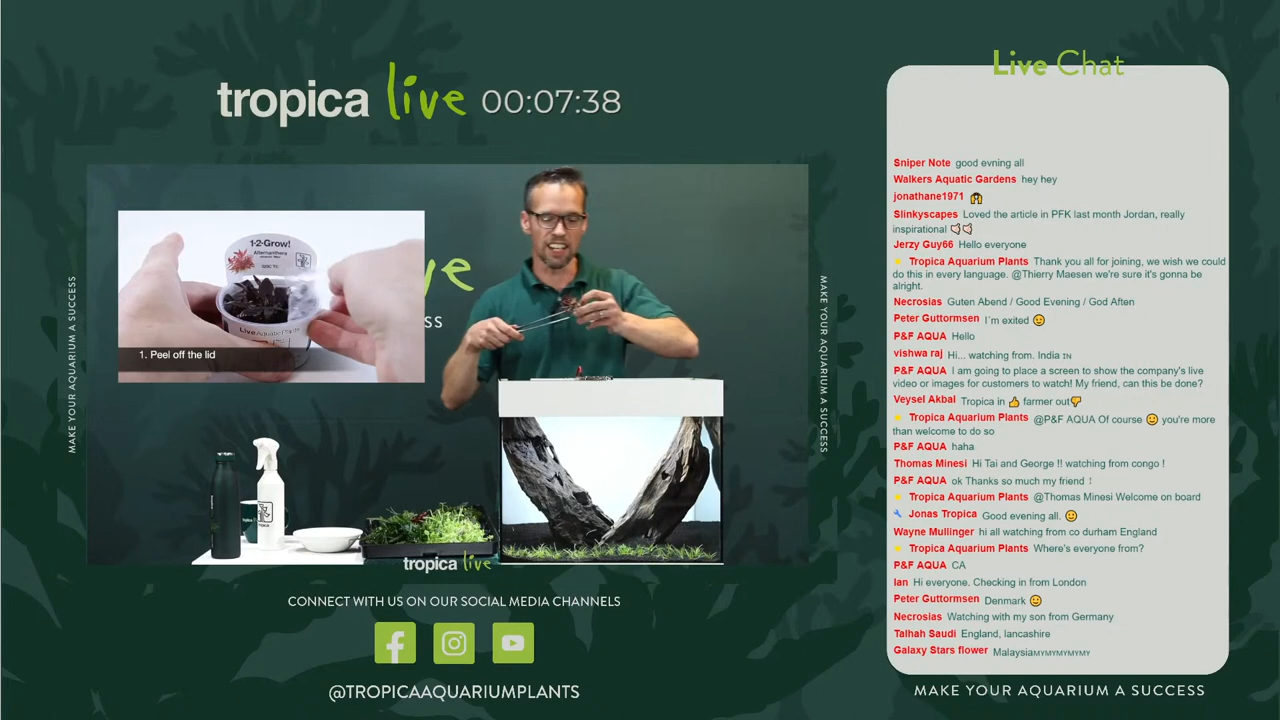 tropica live 00:07:38
Live Chat
1·2·Grow!
Alternanthera
Live Aquatic Plants
1. Peel off the lid
ve
SS
MAKE YOUR AQUARIUM A SUCCESS
MAKE YOUR AQUARIUM A SUCCESS
tropica live
CONNECT WITH US ON OUR SOCIAL MEDIA CHANNELS
@TROPICAAQUARIUMPLANTS
Sniper Note good evning all
Walkers Aquatic Gardens hey hey
jonathane1971
Slinkyscapes Loved the article in PFK last month Jordan, really
inspirational
Jerzy Guy66 Hello everyone
Tropica Aquarium Plants Thank you all for joining, we wish we could
do this in every language. @Thierry Maesen we're sure it's gonna be
alright.
Necrosias Guten Abend / Good Evening / God Aften
Peter Guttormsen I´m exited 😉
P&F AQUA Hello
vishwa raj Hi... watching from. India IN
P&F AQUA I am going to place a screen to show the company's live
video or images for customers to watch! My friend, can this be done?
Veysel Akbal Tropica in 👍 farmer out👎
Tropica Aquarium Plants @P&F AQUA Of course 🙂 you're more
than welcome to do so
P&F AQUA haha
Thomas Minesi Hi Tai and George !! watching from congo !
P&F AQUA ok Thanks so much my friend！
Tropica Aquarium Plants @Thomas Minesi Welcome on board
Jonas Tropica Good evening all. 🙂
Wayne Mullinger hi all watching from co durham England
Tropica Aquarium Plants Where's everyone from?
P&F AQUA CA
Ian Hi everyone. Checking in from London
Peter Guttormsen Denmark 🙂
Necrosias Watching with my son from Germany
Talhah Saudi England, lancashire
Galaxy Stars flower MalaysiaMYMYMYMYMY
MAKE YOUR AQUARIUM A SUCCESS